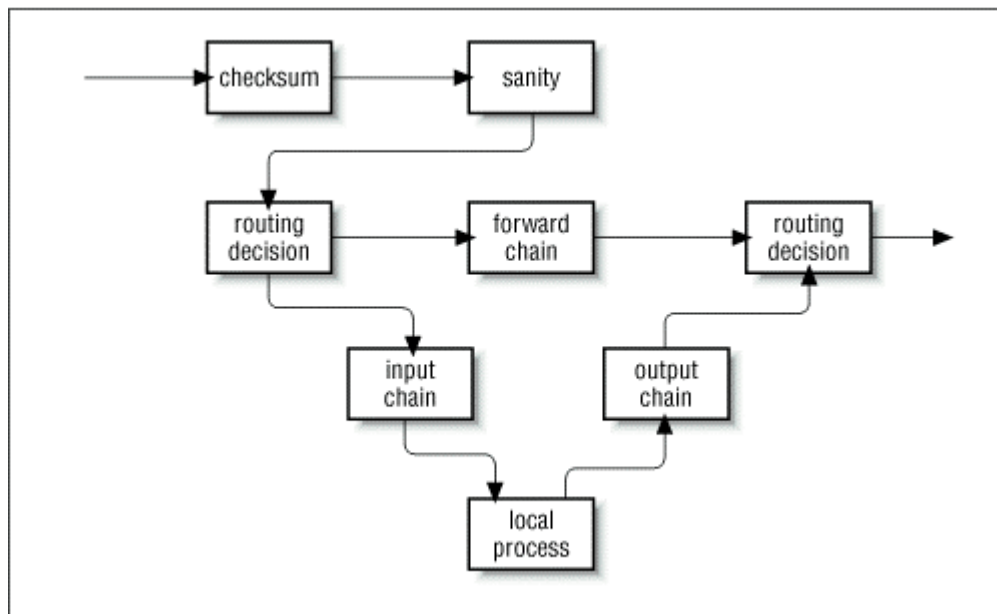 checksum
sanity
routing
decision
forward
chain
routing
decision
input
chain
output
chain
local
process